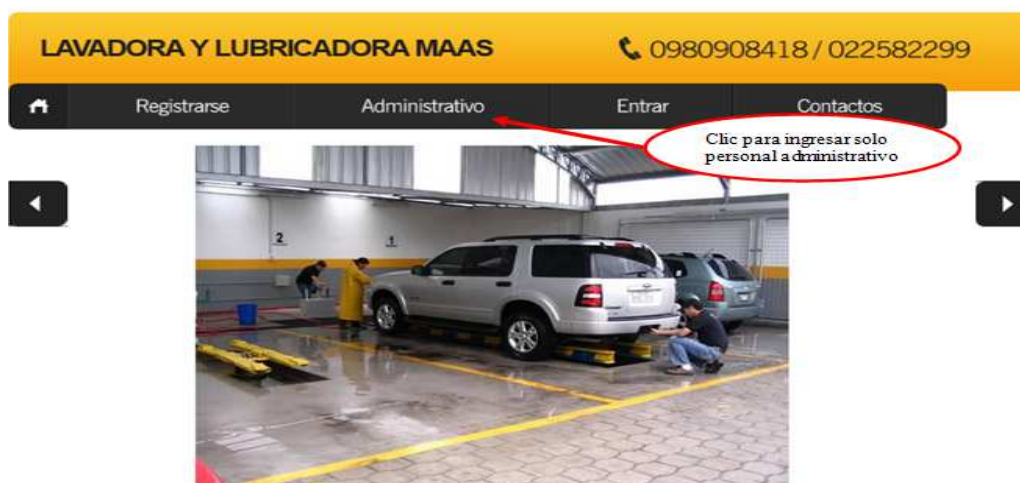 LAVADORA Y LUBRICADORA MAAS
0980908418 / 022582299
Registrarse Administrativo Entrar Contactos
Clic para ingresar solo
personal administrativo
2 1